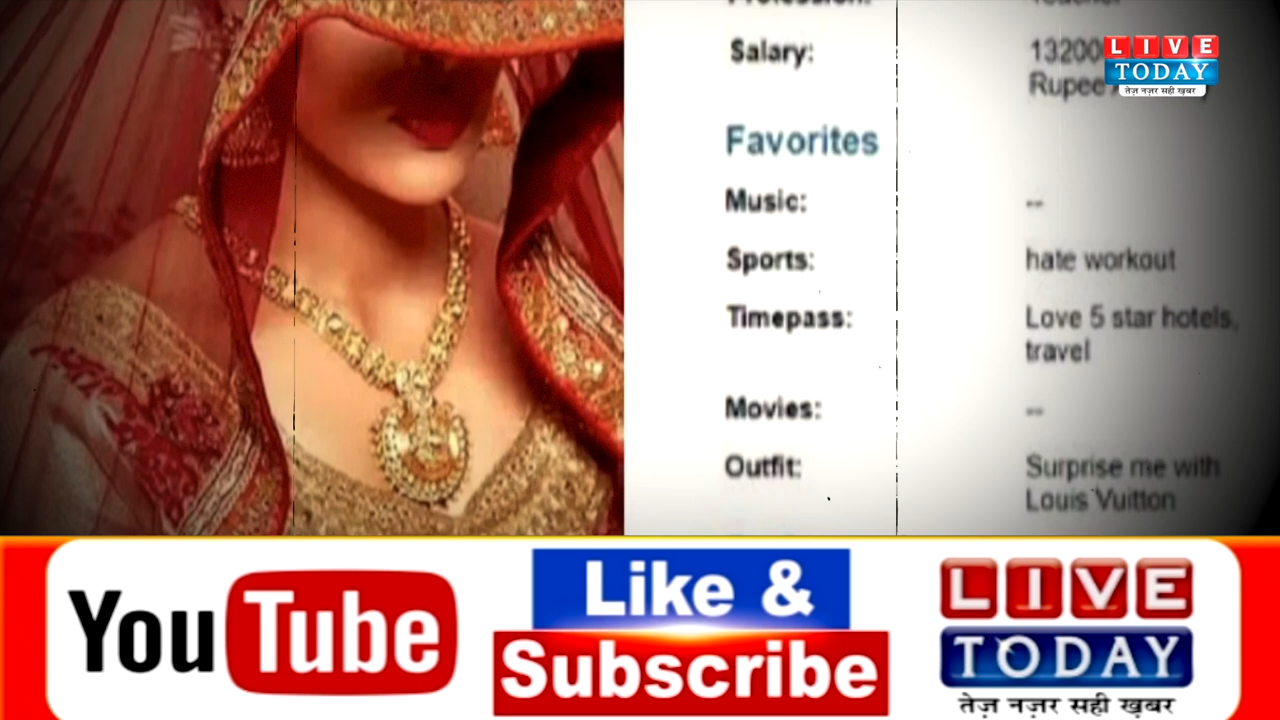 Salary:
13200
Rupee
LIVE
TODAY
तेज़ नज़र सही ख़बर
Favorites
Music:
--
Sports:
hate workout
Timepass:
Love 5 star hotels,
travel
Movies:
--
Outfit:
Surprise me with
Louis Vuitton
YouTube
Like &
Subscribe
LIVE
TODAY
तेज़ नज़र सही ख़बर